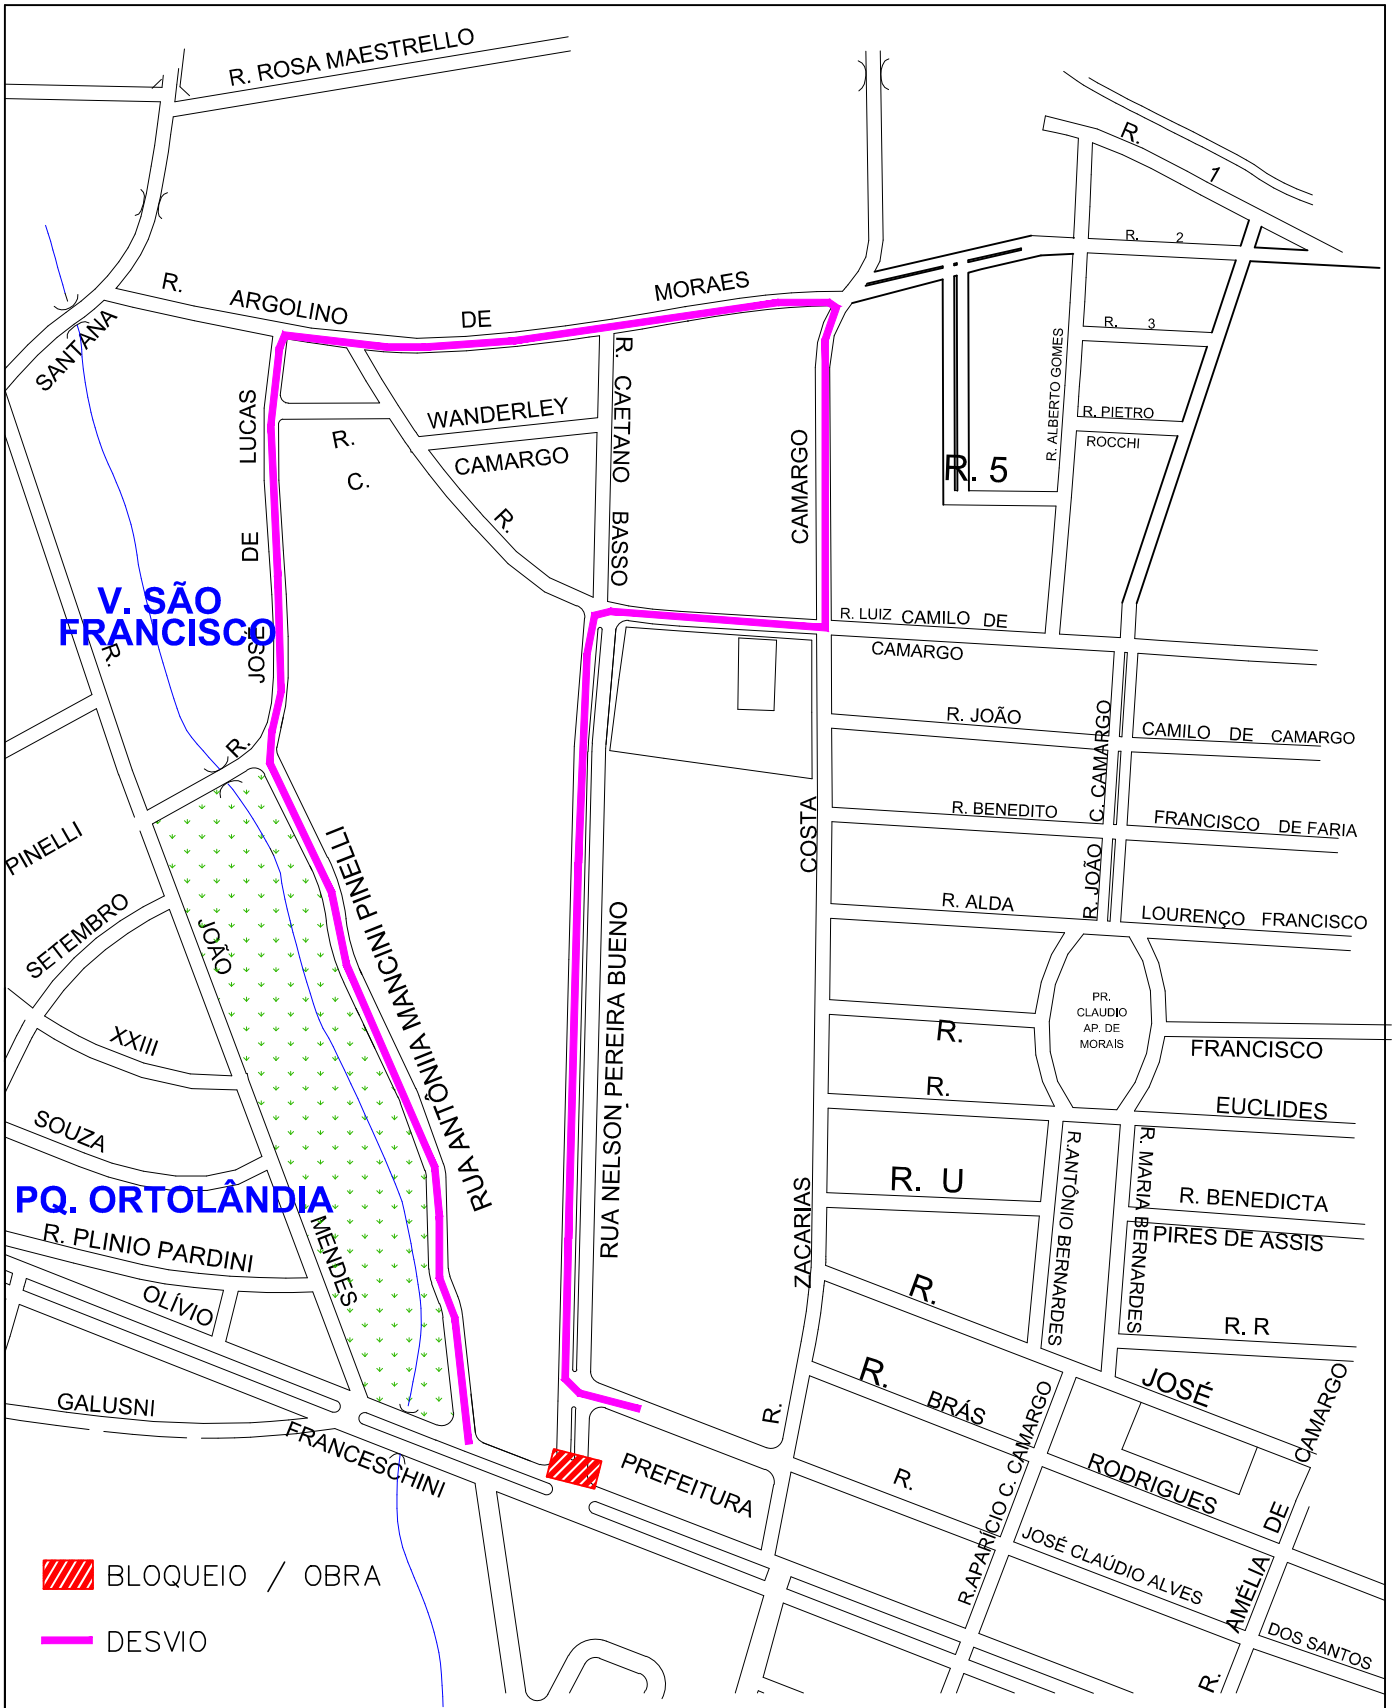 R. ROSA MAESTRELLO
R. 1
R. 2
R. ARGOLINO DE MORAES
SANTANA
R. 3
R. ALBERTO GOMES
R. PIETRO
ROCCHI
R. CAETANO BASSO
WANDERLEY
R. C.
CAMARGO
R.
R. 5
LUCAS
DE
JOSÉ
R.
CAMARGO
COSTA
ZACARIAS
R.
V. SÃO
FRANCISCO
R.
JOÃO
MENDES
R. LUIZ CAMILO DE
CAMARGO
R. JOÃO
CAMILO DE CAMARGO
R. JOÃO C. CAMARGO
R. BENEDITO
FRANCISCO DE FARIA
R. ALDA
LOURENÇO FRANCISCO
PINELLI
SETEMBRO
XXIII
SOUZA
RUA ANTÔNIA MANCINI PINELLI
RUA NELSON PEREIRA BUENO
PR.
CLAUDIO
AP. DE
MORAIS
R.
FRANCISCO
R.
EUCLIDES
R. U
R. ANTÔNIO BERNARDES
R. MARIA BERNARDES
R. BENEDICTA
PIRES DE ASSIS
PQ. ORTOLÂNDIA
R. PLINIO PARDINI
OLÍVIO
GALUSNI
FRANCESCHINI
PREFEITURA
R.
R. R
JOSÉ
R.
BRÁS
RODRIGUES
R.
R.APARÍCIO C. CAMARGO
JOSÉ CLAÚDIO ALVES
DOS SANTOS
R. AMÉLIA DE CAMARGO
BLOQUEIO / OBRA
DESVIO